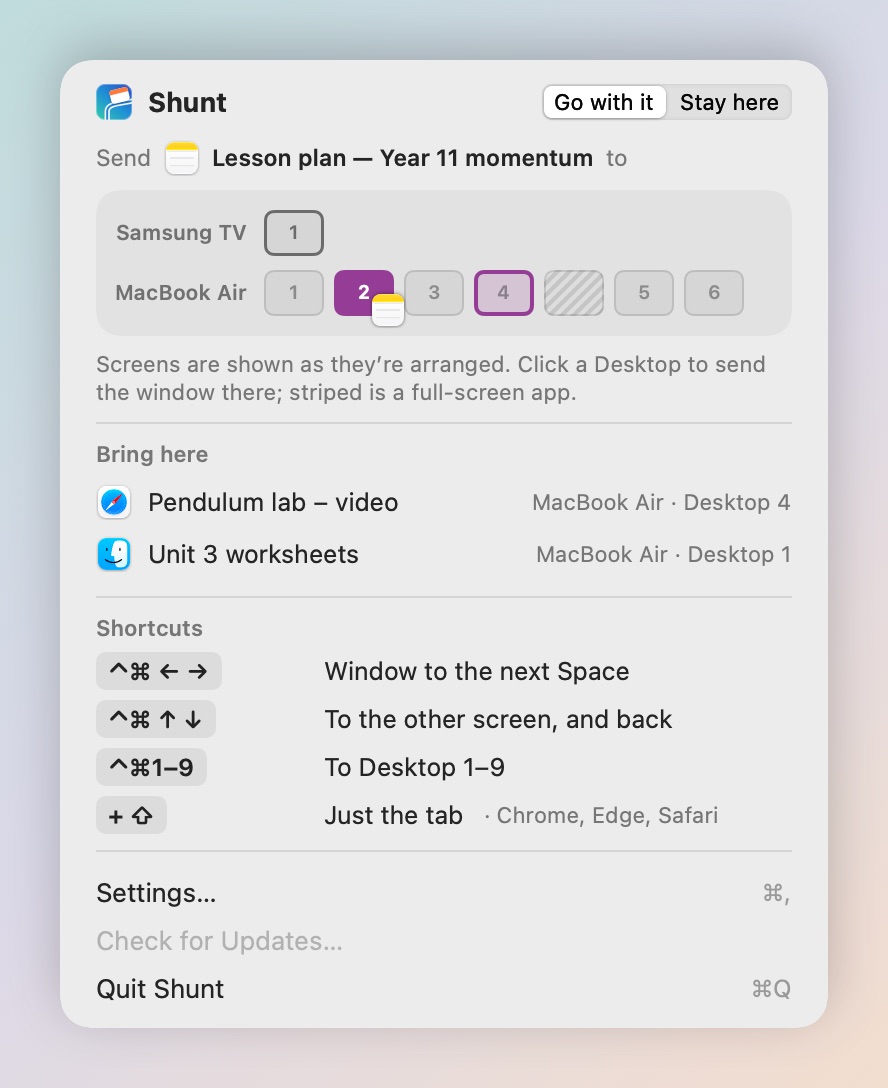 Shunt
Go with it Stay here
Send Lesson plan — Year 11 momentum to
Samsung TV 1
MacBook Air 1 2 3 4 5 6
Screens are shown as they’re arranged. Click a Desktop to send
the window there; striped is a full-screen app.
Bring here
Pendulum lab – video MacBook Air · Desktop 4
Unit 3 worksheets MacBook Air · Desktop 1
Shortcuts
^⌘ ← → Window to the next Space
^⌘ ↑ ↓ To the other screen, and back
^⌘1–9 To Desktop 1–9
+ ⇧ Just the tab · Chrome, Edge, Safari
Settings... ⌘,
Check for Updates...
Quit Shunt ⌘Q